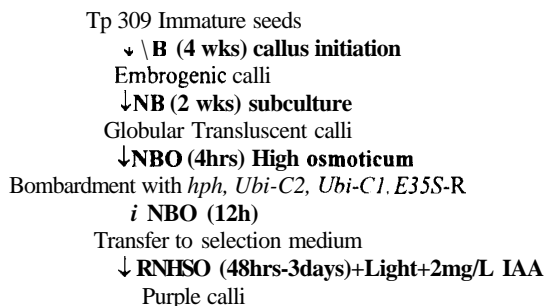 Tp 309 Immature seeds
↓ \B (4 wks) callus initiation
Embrogenic calli
↓NB (2 wks) subculture
Globular Transluscent calli
↓NBO (4hrs) High osmoticum
Bombardment with hph, Ubi-C2, Ubi-C1, E35S-R
i NBO (12h)
Transfer to selection medium
↓ RNHSO (48hrs-3days)+Light+2mg/L IAA
Purple calli